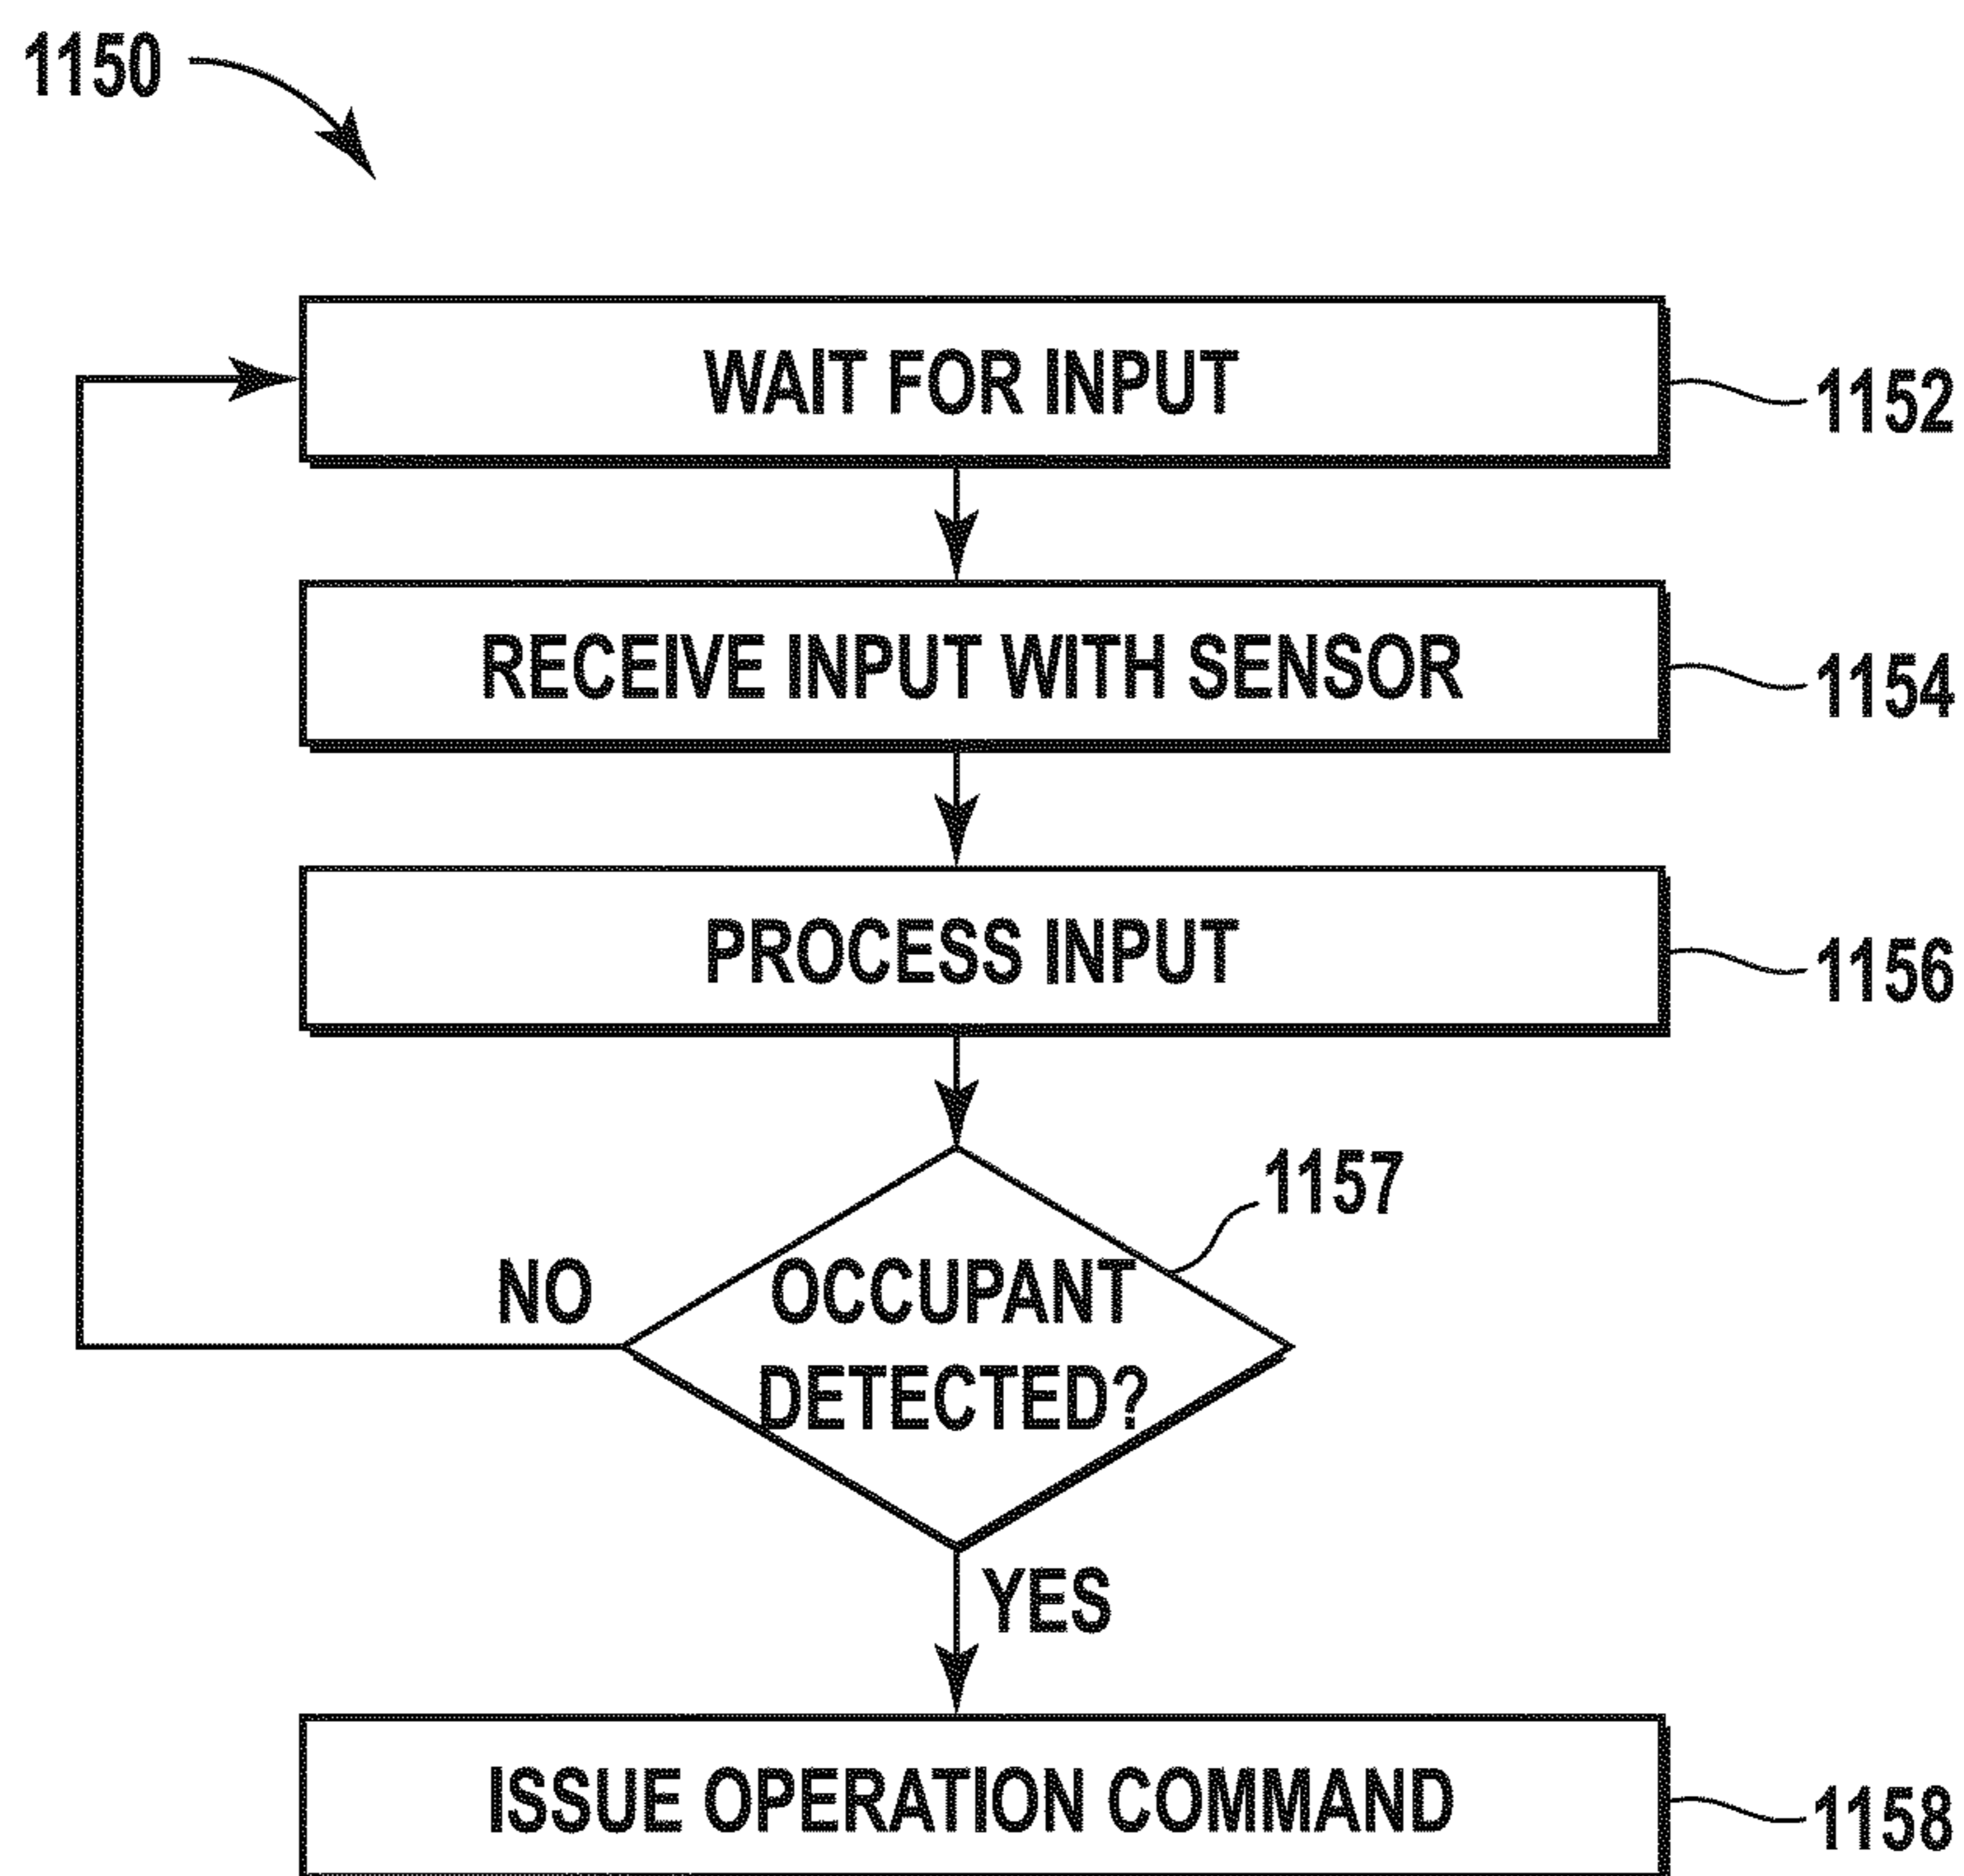 1150
WAIT FOR INPUT
1152
RECEIVE INPUT WITH SENSOR
1154
PROCESS INPUT
1156
1157
NO
OCCUPANT
DETECTED?
YES
ISSUE OPERATION COMMAND
1158